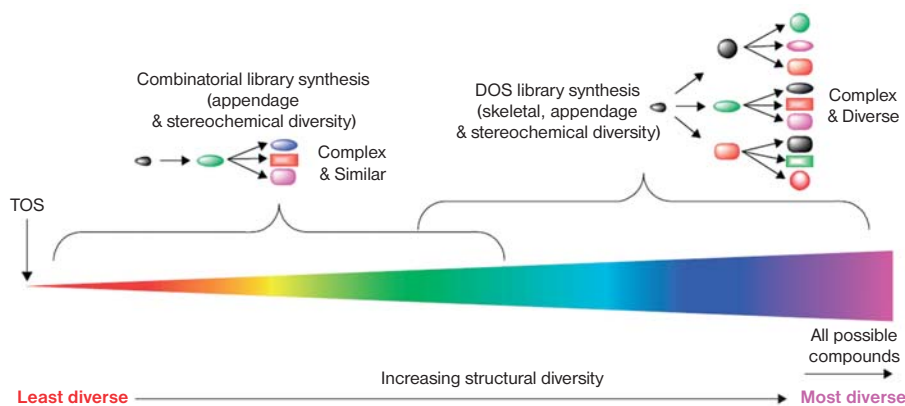 Combinatorial library synthesis
(appendage
& stereochemical diversity)
Complex
& Similar
DOS library synthesis
(skeletal, appendage
& stereochemical diversity)
Complex
& Diverse
TOS
All possible
compounds
Increasing structural diversity
Least diverse
Most diverse